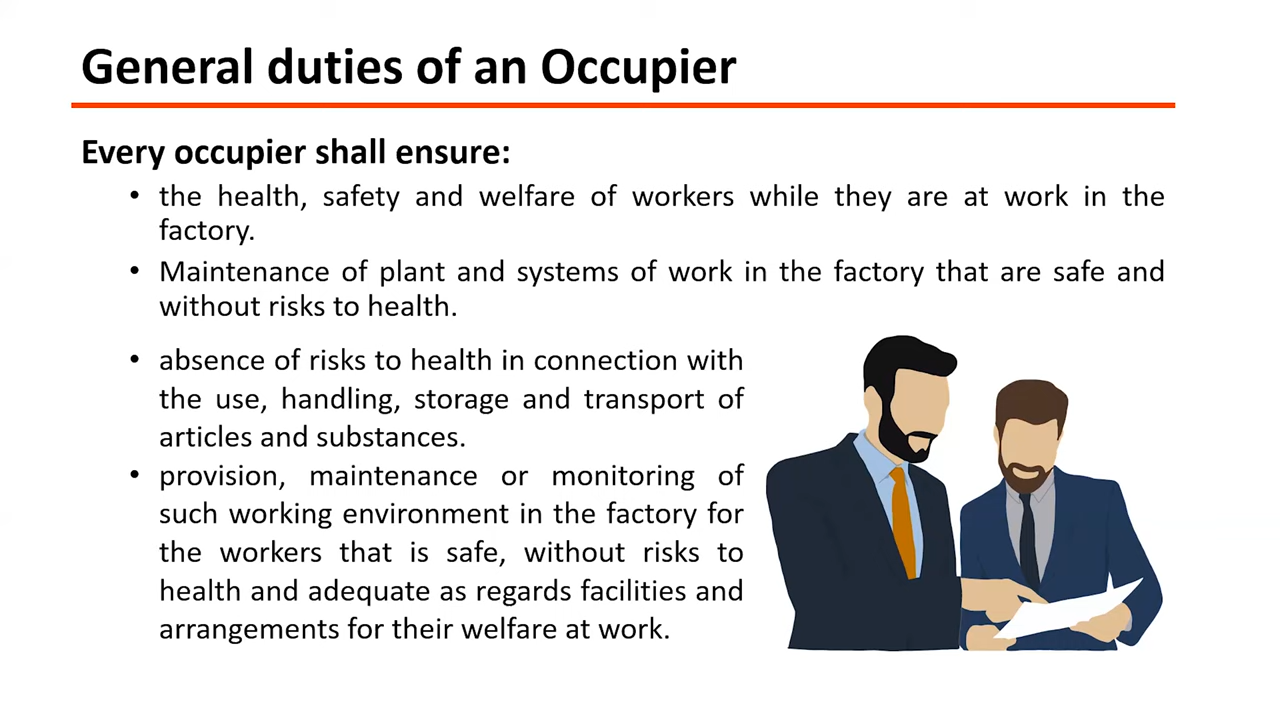 General duties of an Occupier
Every occupier shall ensure:
• the health, safety and welfare of workers while they are at work in the
factory.
• Maintenance of plant and systems of work in the factory that are safe and
without risks to health.
• absence of risks to health in connection with
the use, handling, storage and transport of
articles and substances.
• provision, maintenance or monitoring of
such working environment in the factory for
the workers that is safe, without risks to
health and adequate as regards facilities and
arrangements for their welfare at work.